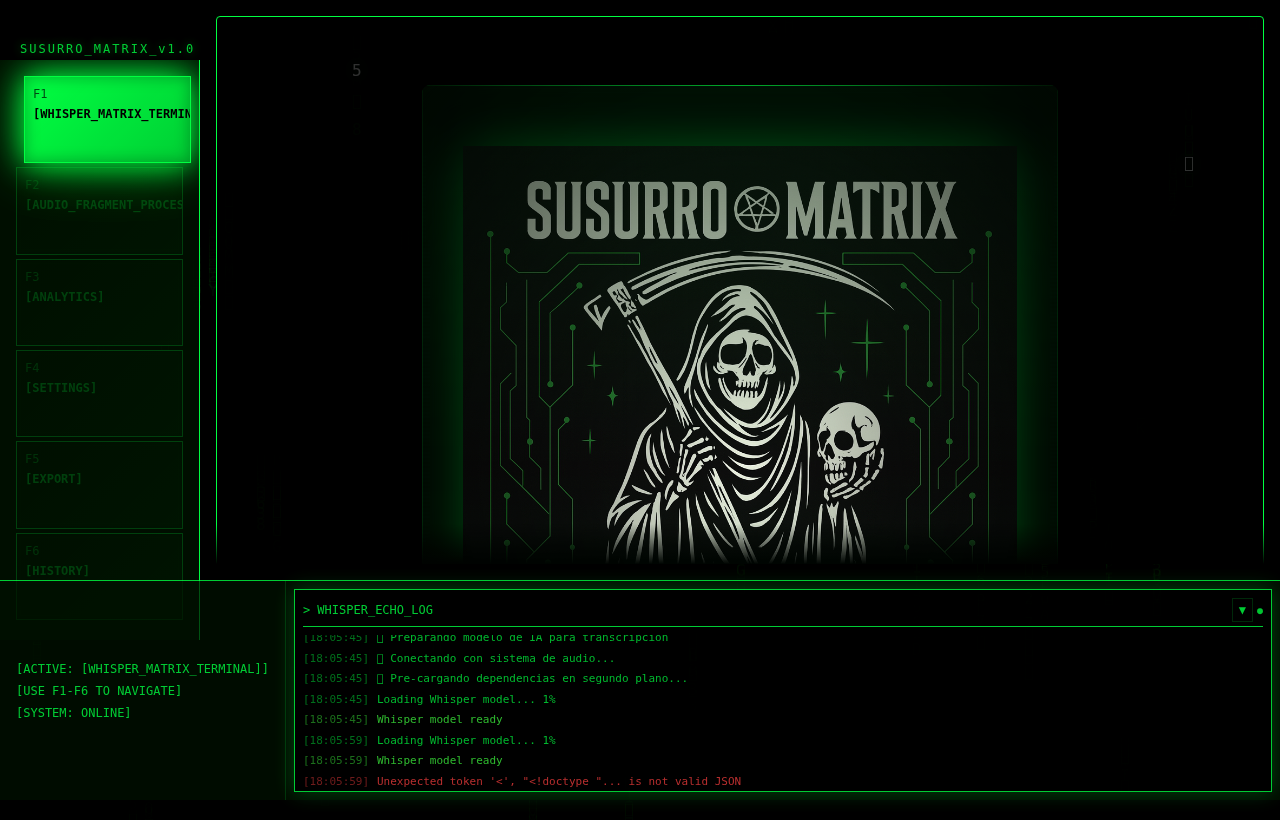 SUSURRO_MATRIX_v1.0
F1
[WHISPER_MATRIX_TERMIN
F2
[AUDIO_FRAGMENT_PROCES
F3
[ANALYTICS]
F4
[SETTINGS]
F5
[EXPORT]
F6
[HISTORY]
5
SUSURRO MATRIX
[ACTIVE: [WHISPER_MATRIX_TERMINAL]]
[USE F1-F6 TO NAVIGATE]
[SYSTEM: ONLINE]
> WHISPER_ECHO_LOG ▼
[18:05:45] Preparando modelo de IA para transcripción
[18:05:45] Conectando con sistema de audio...
[18:05:45] Pre-cargando dependencias en segundo plano...
[18:05:45] Loading Whisper model... 1%
[18:05:45] Whisper model ready
[18:05:59] Loading Whisper model... 1%
[18:05:59] Whisper model ready
[18:05:59] Unexpected token '<', "<!doctype "... is not valid JSON